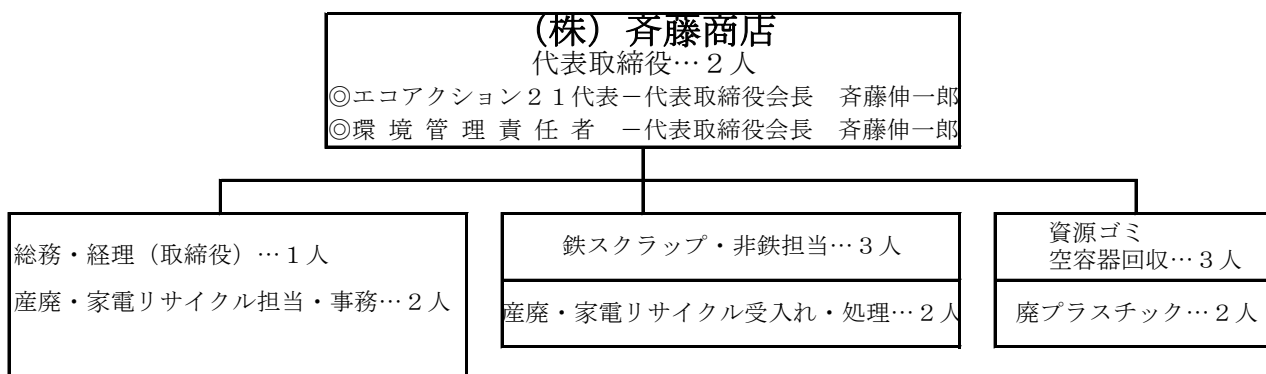 (株) 斉藤商店
代表取締役…２人
◎エコアクション２１代表－代表取締役会長　斉藤伸一郎
◎環 境 管 理 責 任 者　－代表取締役会長　斉藤伸一郎
総務・経理（取締役）…１人
産廃・家電リサイクル担当・事務…２人
鉄スクラップ・非鉄担当…３人
産廃・家電リサイクル受入れ・処理…２人
資源ゴミ
空容器回収…３人
廃プラスチック…２人